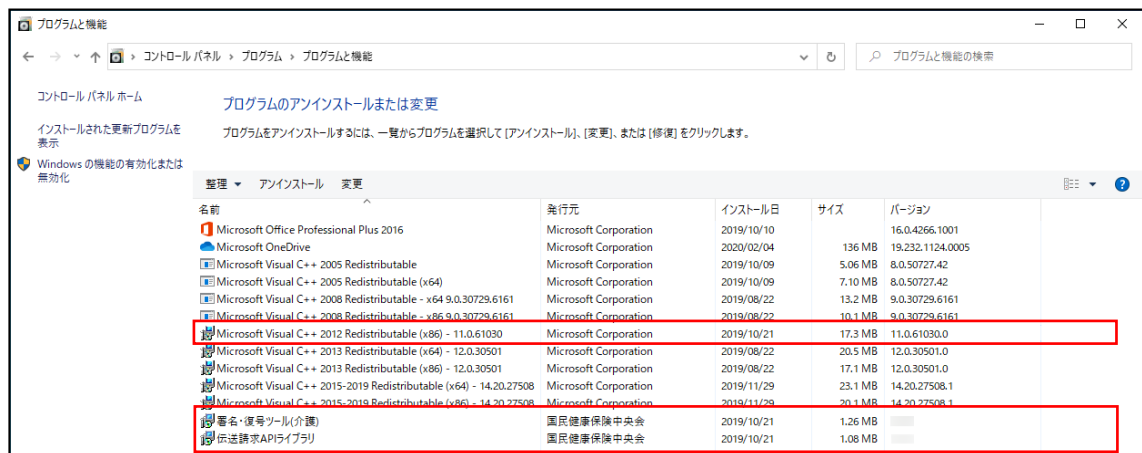 プログラムと機能
コントロール パネル › プログラム › プログラムと機能
プログラムと機能の検索
コントロール パネル ホーム
インストールされた更新プログラムを
表示
Windows の機能の有効化または
無効化
プログラムのアンインストールまたは変更
プログラムをアンインストールするには、一覧からプログラムを選択して [アンインストール]、[変更]、または [修復] をクリックします。
整理 アンインストール 変更
名前 発行元 インストール日 サイズ バージョン
Microsoft Office Professional Plus 2016 Microsoft Corporation 2019/10/10 16.0.4266.1001
Microsoft OneDrive Microsoft Corporation 2020/02/04 136 MB 19.232.1124.0005
Microsoft Visual C++ 2005 Redistributable Microsoft Corporation 2019/10/09 5.06 MB 8.0.50727.42
Microsoft Visual C++ 2005 Redistributable (x64) Microsoft Corporation 2019/10/09 7.10 MB 8.0.50727.42
Microsoft Visual C++ 2008 Redistributable - x64 9.0.30729.6161 Microsoft Corporation 2019/08/22 13.2 MB 9.0.30729.6161
Microsoft Visual C++ 2008 Redistributable - x86 9.0.30729.6161 Microsoft Corporation 2019/08/22 10.1 MB 9.0.30729.6161
Microsoft Visual C++ 2012 Redistributable (x86) - 11.0.61030 Microsoft Corporation 2019/10/21 17.3 MB 11.0.61030.0
Microsoft Visual C++ 2013 Redistributable (x64) - 12.0.30501 Microsoft Corporation 2019/08/22 20.5 MB 12.0.30501.0
Microsoft Visual C++ 2013 Redistributable (x86) - 12.0.30501 Microsoft Corporation 2019/08/22 17.1 MB 12.0.30501.0
Microsoft Visual C++ 2015-2019 Redistributable (x64) - 14.20.27508 Microsoft Corporation 2019/11/29 23.1 MB 14.20.27508.1
Microsoft Visual C++ 2015-2019 Redistributable (x86) - 14.20.27508 Microsoft Corporation 2019/11/29 20.1 MB 14.20.27508.1
署名・復号ツール(介護) 国民健康保険中央会 2019/10/21 1.26 MB
伝送請求APIライブラリ 国民健康保険中央会 2019/10/21 1.08 MB